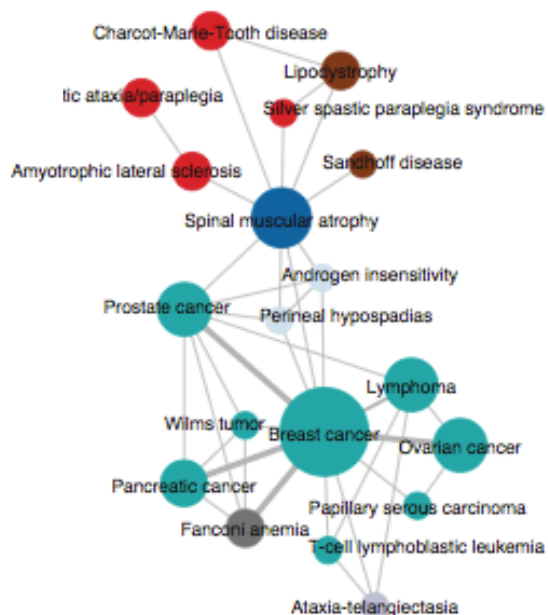 Charcot-Marie-Tooth disease
Lipodystrophy
tic ataxia/paraplegia
Silver spastic paraplegia syndrome
Amyotrophic lateral sclerosis
Sandhoff disease
Spinal muscular atrophy
Androgen insensitivity
Prostate cancer
Perineal hypospadias
Lymphoma
Wilms tumor
Breast cancer
Ovarian cancer
Pancreatic cancer
Papillary serous carcinoma
Fanconi anemia
T-cell lymphoblastic leukemia
Ataxia-telangiectasia